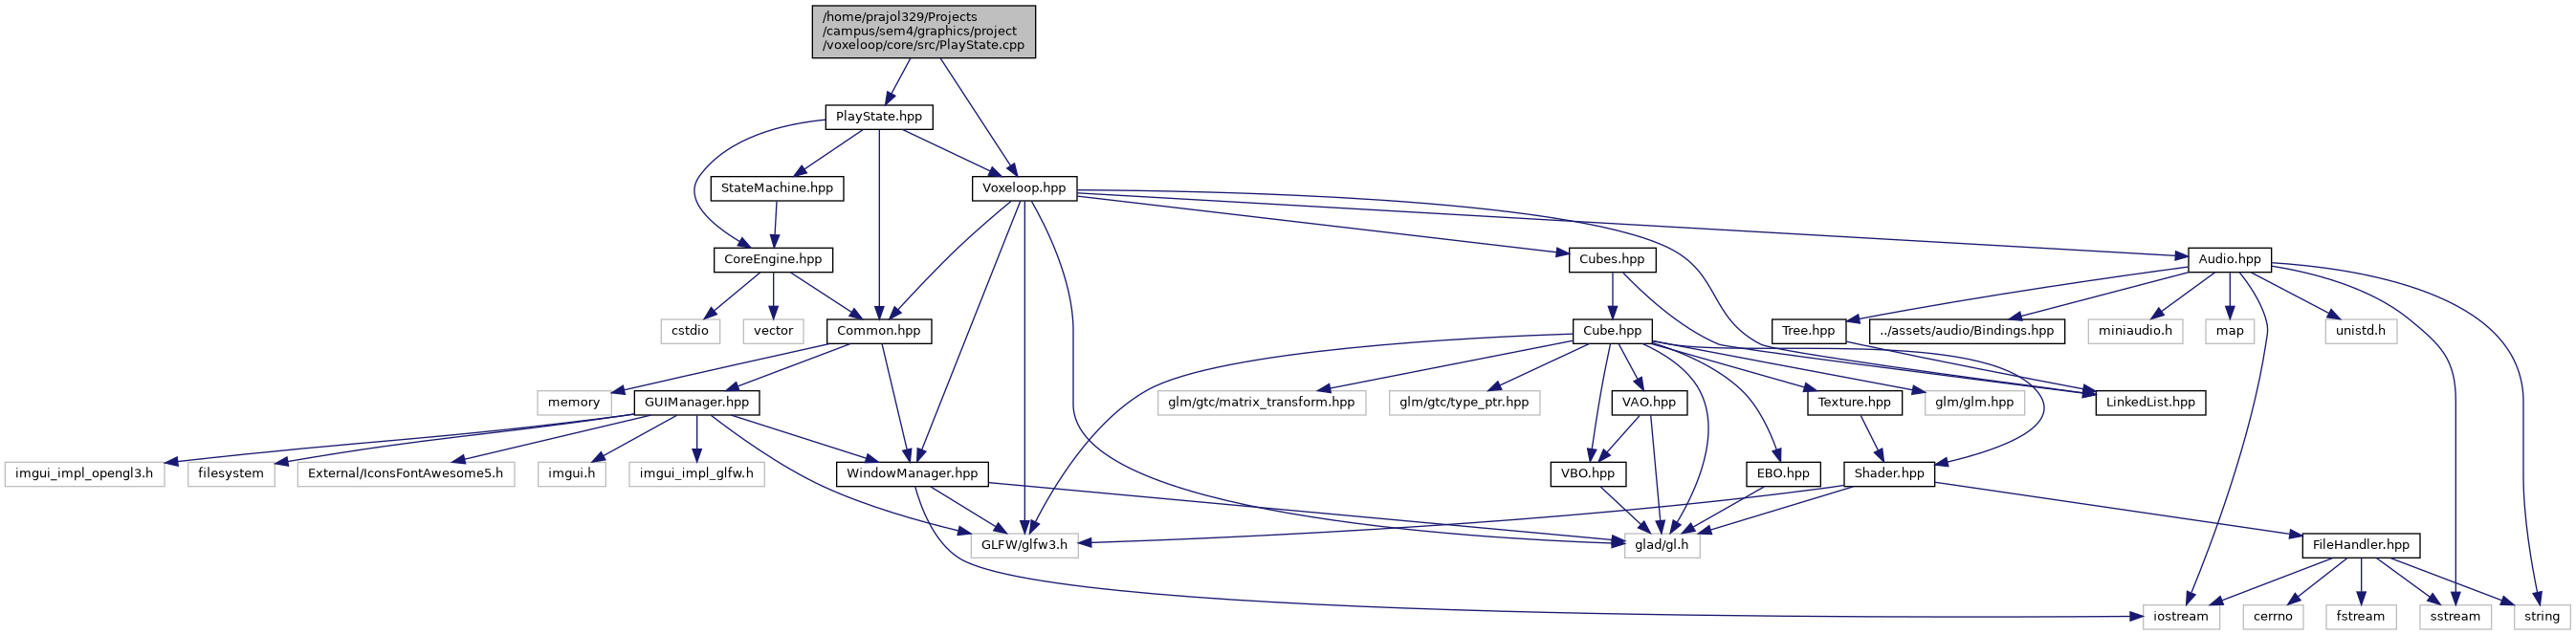 /home/prajol329/Projects
/campus/sem4/graphics/project
/voxeloop/core/src/PlayState.cpp
PlayState.hpp
StateMachine.hpp
Voxeloop.hpp
CoreEngine.hpp
Cubes.hpp
Audio.hpp
cstdio
vector
Common.hpp
Cube.hpp
Tree.hpp
../assets/audio/Bindings.hpp
miniaudio.h
map
unistd.h
memory
GUIManager.hpp
glm/gtc/matrix_transform.hpp
glm/gtc/type_ptr.hpp
VAO.hpp
Texture.hpp
glm/glm.hpp
LinkedList.hpp
imgui_impl_opengl3.h
filesystem
External/IconsFontAwesome5.h
imgui.h
imgui_impl_glfw.h
WindowManager.hpp
VBO.hpp
EBO.hpp
Shader.hpp
GLFW/glfw3.h
glad/gl.h
FileHandler.hpp
iostream
cerrno
fstream
sstream
string